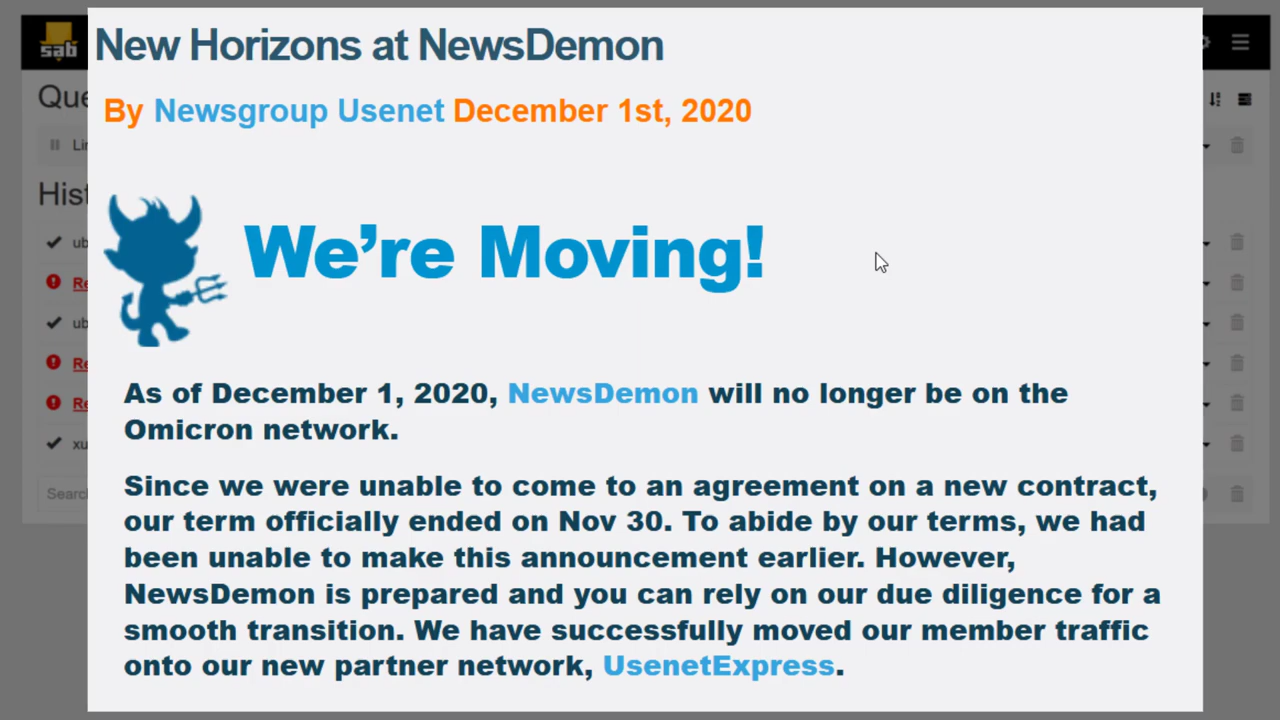 New Horizons at NewsDemon
By Newsgroup Usenet December 1st, 2020
We’re Moving!
As of December 1, 2020, NewsDemon will no longer be on the
Omicron network.
Since we were unable to come to an agreement on a new contract,
our term officially ended on Nov 30. To abide by our terms, we had
been unable to make this announcement earlier. However,
NewsDemon is prepared and you can rely on our due diligence for a
smooth transition. We have successfully moved our member traffic
onto our new partner network, UsenetExpress.
sab